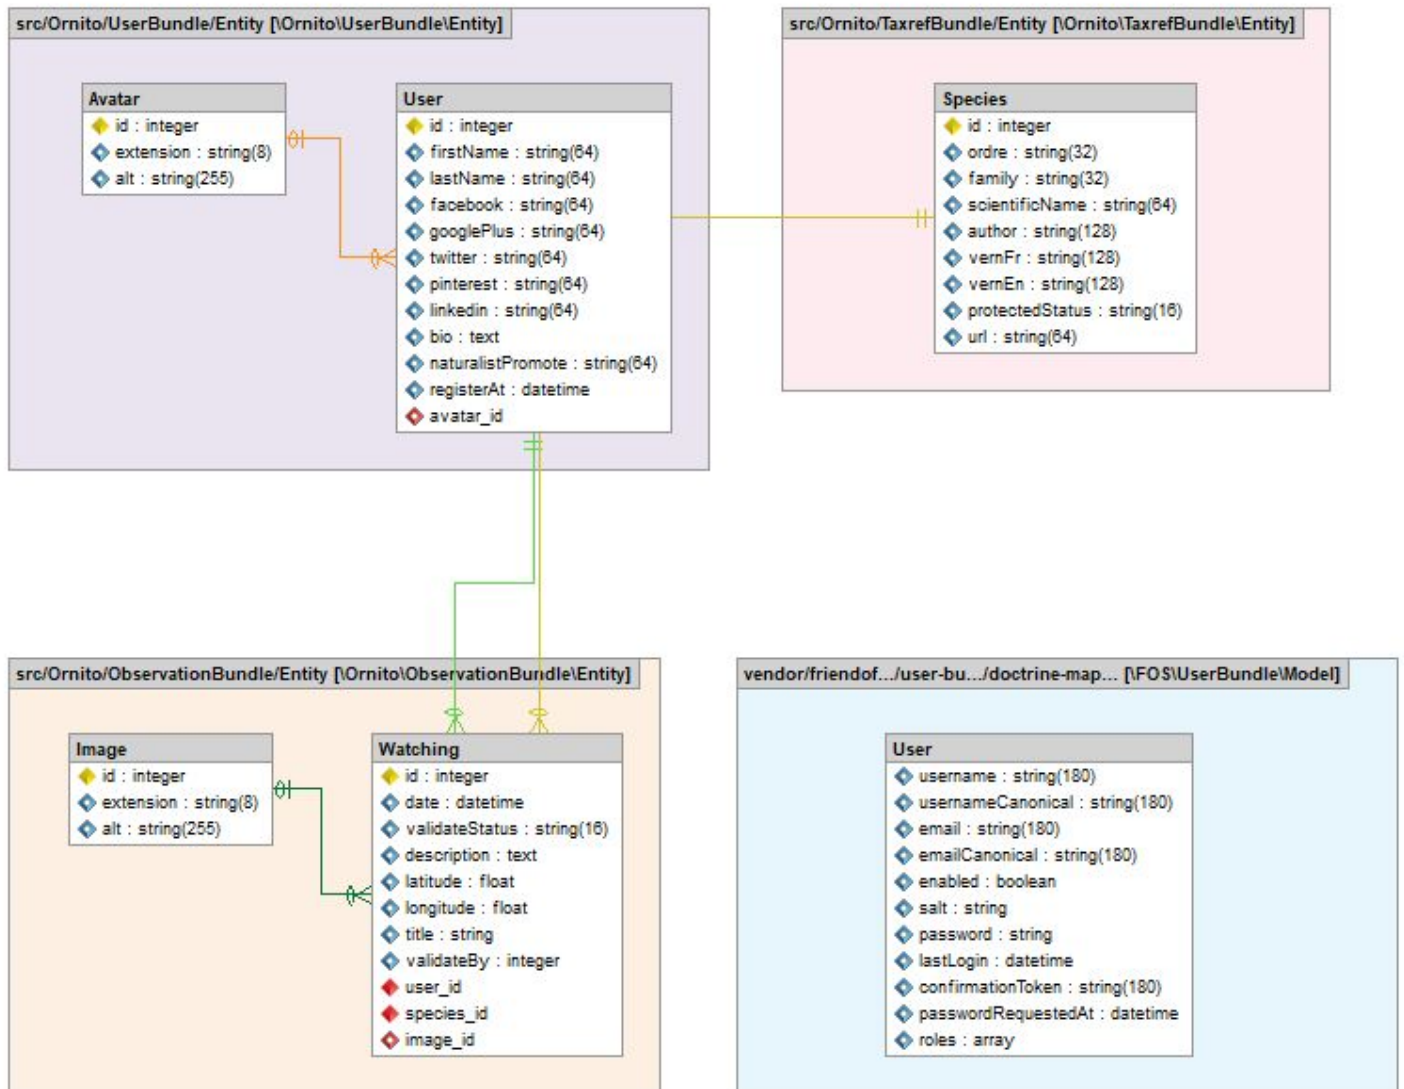 src/Ornito/UserBundle/Entity [\Ornito\UserBundle\Entity]
Avatar
id : integer
extension : string(8)
alt : string(255)
User
id : integer
firstName : string(64)
lastName : string(64)
facebook : string(64)
googlePlus : string(64)
twitter : string(64)
pinterest : string(64)
linkedin : string(64)
bio : text
naturalistPromote : string(64)
registerAt : datetime
avatar_id
src/Ornito/TaxrefBundle/Entity [\Ornito\TaxrefBundle\Entity]
Species
id : integer
ordre : string(32)
family : string(32)
scientificName : string(64)
author : string(128)
vernFr : string(128)
vernEn : string(128)
protectedStatus : string(16)
url : string(64)
src/Ornito/ObservationBundle/Entity [\Ornito\ObservationBundle\Entity]
Image
id : integer
extension : string(8)
alt : string(255)
Watching
id : integer
date : datetime
validateStatus : string(16)
description : text
latitude : float
longitude : float
title : string
validateBy : integer
user_id
species_id
image_id
vendor/friendof.../user-bu.../doctrine-map... [\FOS\UserBundle\Model]
User
username : string(180)
usernameCanonical : string(180)
email : string(180)
emailCanonical : string(180)
enabled : boolean
salt : string
password : string
lastLogin : datetime
confirmationToken : string(180)
passwordRequestedAt : datetime
roles : array